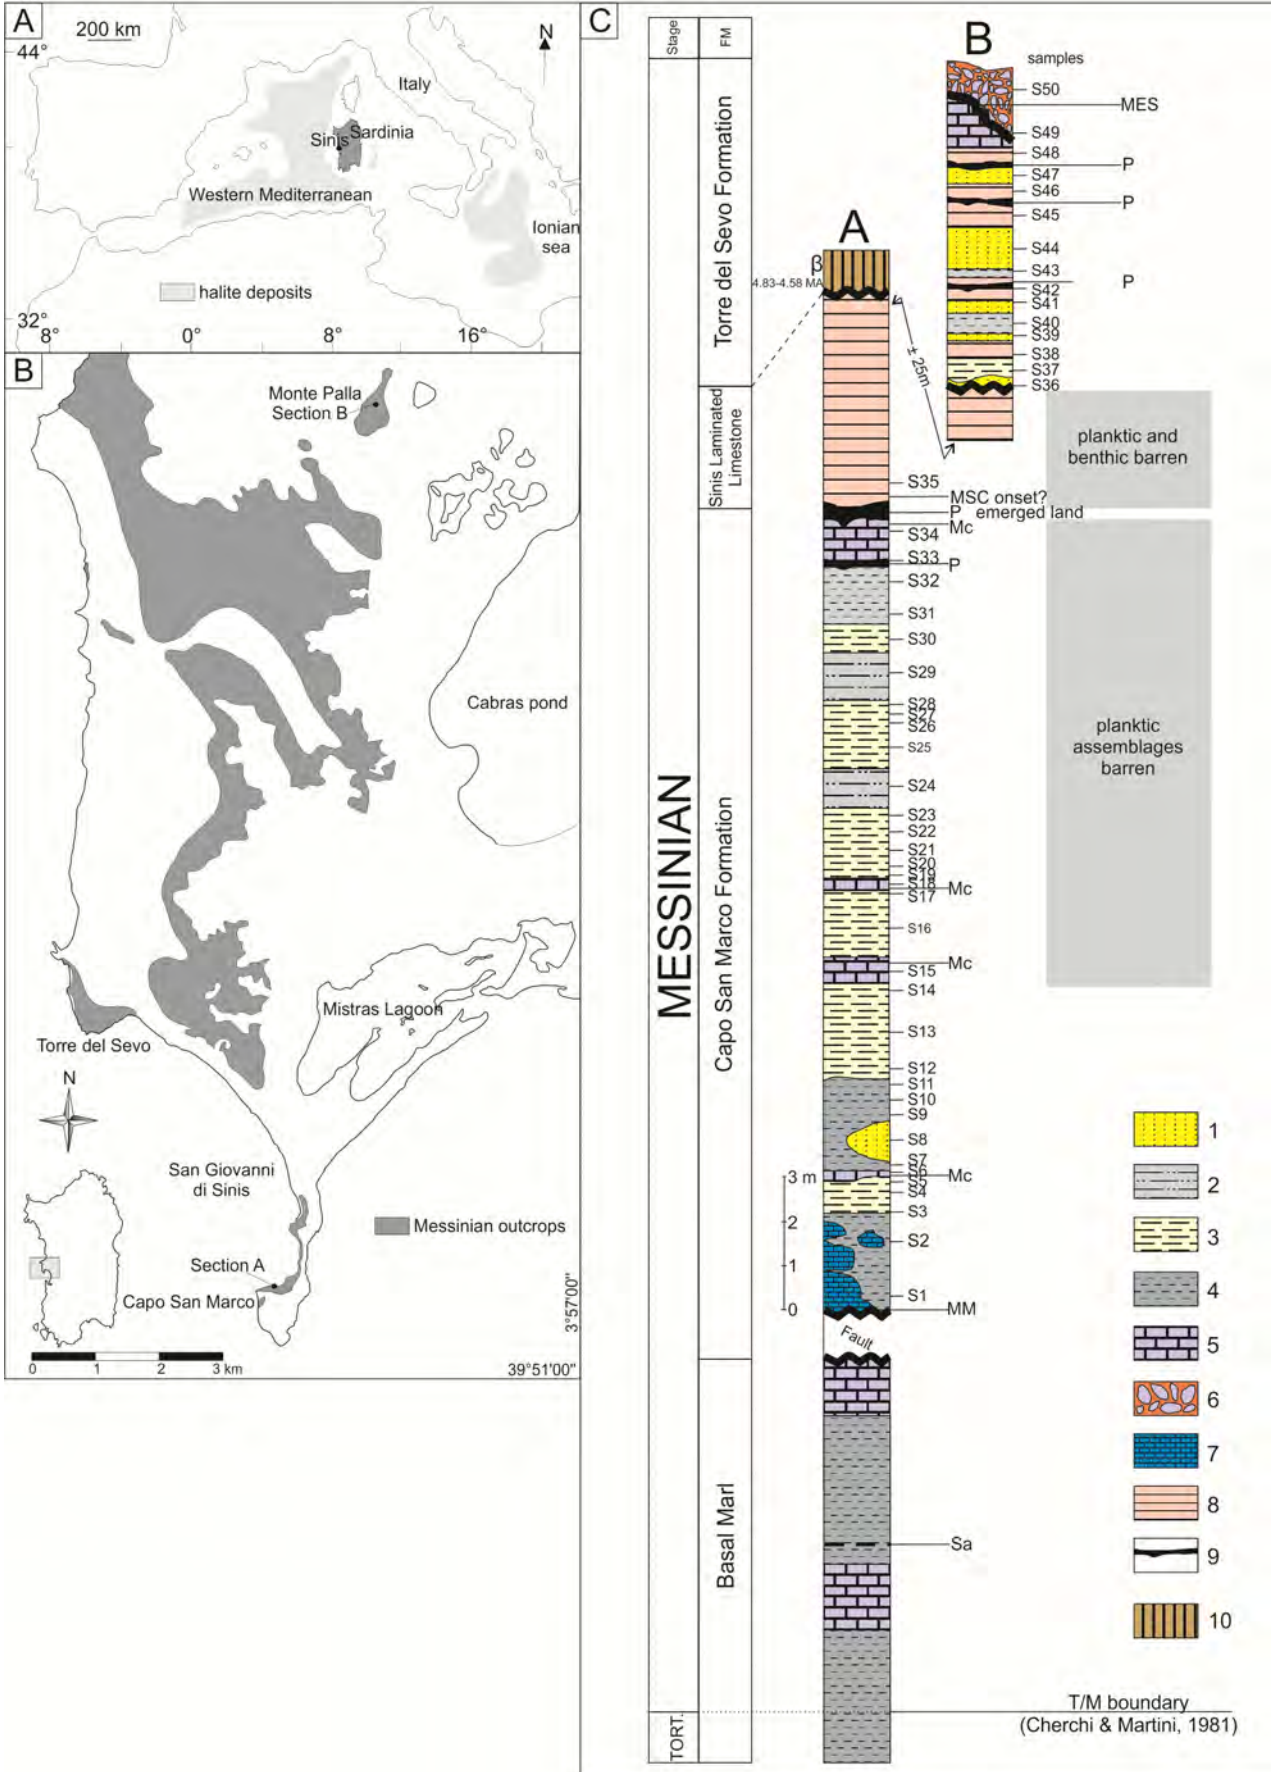 A
200 km
44°
N
Italy
Sardinia
Sinis
Western Mediterranean
Ionian
sea
halite deposits
32°
8°
0°
8°
16°
B
Monte Palla
Section B
Cabras pond
Mistras Lagoon
Torre del Sevo
N
San Giovanni
di Sinis
Messinian outcrops
Section A
Capo San Marco
3°57'00"
0
1
2
3 km
39°51'00"
C
Stage
FM
B
samples
S50
MES
S49
S48
P
S47
S46
P
S45
S44
S43
P
S42
S41
S40
S39
S38
S37
S36
Torre del Sevo Formation
A
β
4.83-4.58 MA
± 25m
planktic and
benthic barren
Sinis Laminated
Limestone
S35
MSC onset?
P
emerged land
Mc
S34
S33
P
S32
S31
S30
S29
S28
S27
S26
S25
S24
S23
S22
S21
S20
S19
S18
Mc
S17
S16
Mc
S15
S14
S13
S12
S11
S10
S9
S8
S7
S6
Mc
S5
S4
S3
S2
S1
MM
planktic
assemblages
barren
MESSINIAN
Capo San Marco Formation
3 m
2
1
0
Fault
Basal Marl
Sa
TORT.
T/M boundary
(Cherchi & Martini, 1981)
1
2
3
4
5
6
7
8
9
10